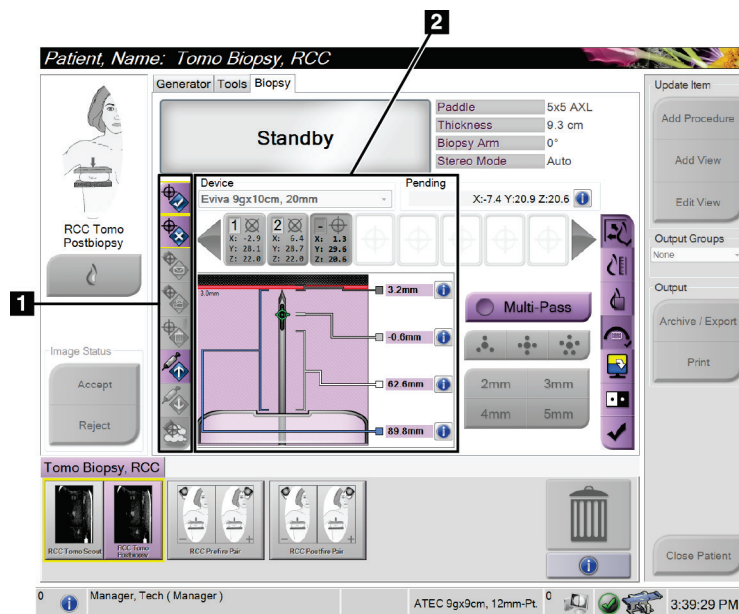 2
Patient, Name: Tomo Biopsy, RCC
Generator Tools Biopsy
Update Item
Standby
Paddle 5x5 AXL
Thickness 9.3 cm
Biopsy Arm 0°
Stereo Mode Auto
Add Procedure
Add View
Edit View
Device
Pending
Eviva 9gx10cm, 20mm
X:-7.4 Y:20.9 Z:20.6
1
X: -2.9
Y: 28.1
Z: 22.0
2
X: 6.4
Y: 28.7
Z: 22.0
-
X: 1.3
Y: 29.6
Z: 20.6
RCC Tomo
Postbiopsy
Output Groups
None
Output
Archive / Export
Print
1
3.0mm
3.2mm
-0.6mm
62.6mm
89.8mm
Multi-Pass
2mm 3mm
4mm 5mm
Image Status
Accept
Reject
Tomo Biopsy, RCC
RCC Tomo Scout
RCC Tomo
Postbiopsy
RCC Prefire Pair
RCC Postfire Pair
Close Patient
0
Manager, Tech ( Manager )
ATEC 9gx9cm, 12mm-Pt.
0
3:39:29 PM